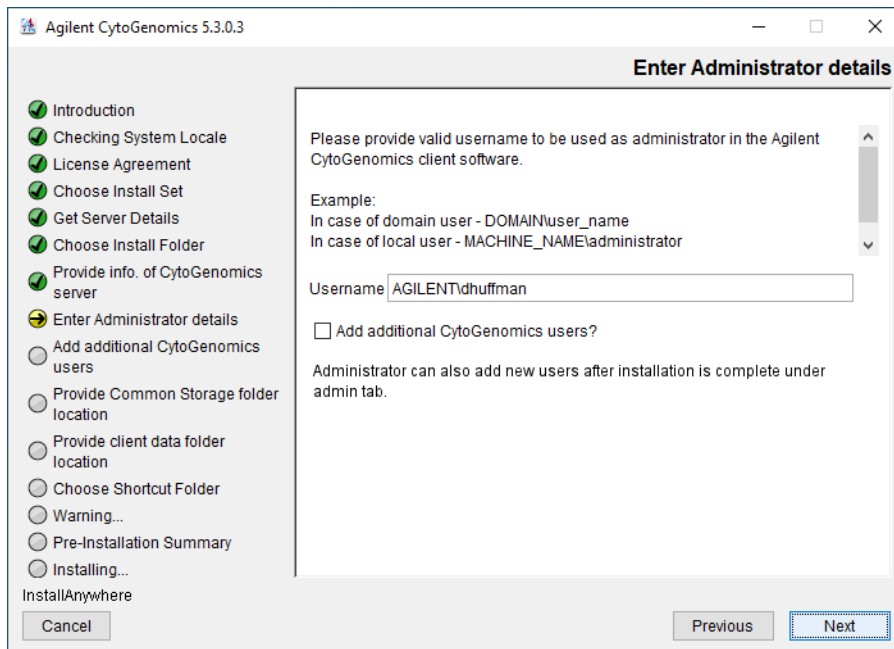 Agilent CytoGenomics 5.3.0.3
Enter Administrator details
Introduction
Checking System Locale
License Agreement
Choose Install Set
Get Server Details
Choose Install Folder
Provide info. of CytoGenomics
server
Enter Administrator details
Add additional CytoGenomics
users
Provide Common Storage folder
location
Provide client data folder
location
Choose Shortcut Folder
Warning...
Pre-Installation Summary
Installing...
Please provide valid username to be used as administrator in the Agilent
CytoGenomics client software.
Example:
In case of domain user - DOMAIN\user_name
In case of local user - MACHINE_NAME\administrator
Username AGILENT\dhuffman
Add additional CytoGenomics users?
Administrator can also add new users after installation is complete under
admin tab.
InstallAnywhere
Cancel
Previous
Next